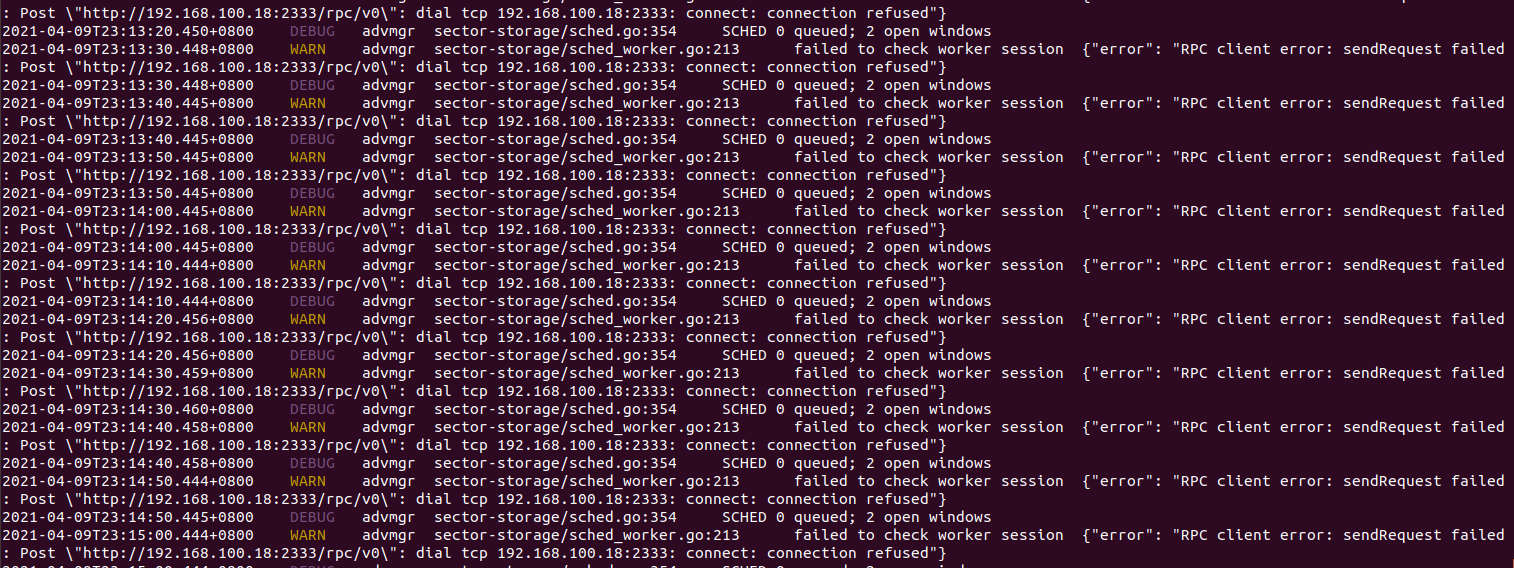 : Post \"http://192.168.100.18:2333/rpc/v0\": dial tcp 192.168.100.18:2333: connect: connection refused"}
2021-04-09T23:13:20.450+0800    DEBUG   advmgr  sector-storage/sched.go:354     SCHED 0 queued; 2 open windows
2021-04-09T23:13:30.448+0800    WARN    advmgr  sector-storage/sched_worker.go:213      failed to check worker session  {"error": "RPC client error: sendRequest failed
: Post \"http://192.168.100.18:2333/rpc/v0\": dial tcp 192.168.100.18:2333: connect: connection refused"}
2021-04-09T23:13:30.448+0800    DEBUG   advmgr  sector-storage/sched.go:354     SCHED 0 queued; 2 open windows
2021-04-09T23:13:40.445+0800    WARN    advmgr  sector-storage/sched_worker.go:213      failed to check worker session  {"error": "RPC client error: sendRequest failed
: Post \"http://192.168.100.18:2333/rpc/v0\": dial tcp 192.168.100.18:2333: connect: connection refused"}
2021-04-09T23:13:40.445+0800    DEBUG   advmgr  sector-storage/sched.go:354     SCHED 0 queued; 2 open windows
2021-04-09T23:13:50.445+0800    WARN    advmgr  sector-storage/sched_worker.go:213      failed to check worker session  {"error": "RPC client error: sendRequest failed
: Post \"http://192.168.100.18:2333/rpc/v0\": dial tcp 192.168.100.18:2333: connect: connection refused"}
2021-04-09T23:13:50.445+0800    DEBUG   advmgr  sector-storage/sched.go:354     SCHED 0 queued; 2 open windows
2021-04-09T23:14:00.445+0800    WARN    advmgr  sector-storage/sched_worker.go:213      failed to check worker session  {"error": "RPC client error: sendRequest failed
: Post \"http://192.168.100.18:2333/rpc/v0\": dial tcp 192.168.100.18:2333: connect: connection refused"}
2021-04-09T23:14:00.445+0800    DEBUG   advmgr  sector-storage/sched.go:354     SCHED 0 queued; 2 open windows
2021-04-09T23:14:10.444+0800    WARN    advmgr  sector-storage/sched_worker.go:213      failed to check worker session  {"error": "RPC client error: sendRequest failed
: Post \"http://192.168.100.18:2333/rpc/v0\": dial tcp 192.168.100.18:2333: connect: connection refused"}
2021-04-09T23:14:10.444+0800    DEBUG   advmgr  sector-storage/sched.go:354     SCHED 0 queued; 2 open windows
2021-04-09T23:14:20.456+0800    WARN    advmgr  sector-storage/sched_worker.go:213      failed to check worker session  {"error": "RPC client error: sendRequest failed
: Post \"http://192.168.100.18:2333/rpc/v0\": dial tcp 192.168.100.18:2333: connect: connection refused"}
2021-04-09T23:14:20.456+0800    DEBUG   advmgr  sector-storage/sched.go:354     SCHED 0 queued; 2 open windows
2021-04-09T23:14:30.459+0800    WARN    advmgr  sector-storage/sched_worker.go:213      failed to check worker session  {"error": "RPC client error: sendRequest failed
: Post \"http://192.168.100.18:2333/rpc/v0\": dial tcp 192.168.100.18:2333: connect: connection refused"}
2021-04-09T23:14:30.460+0800    DEBUG   advmgr  sector-storage/sched.go:354     SCHED 0 queued; 2 open windows
2021-04-09T23:14:40.458+0800    WARN    advmgr  sector-storage/sched_worker.go:213      failed to check worker session  {"error": "RPC client error: sendRequest failed
: Post \"http://192.168.100.18:2333/rpc/v0\": dial tcp 192.168.100.18:2333: connect: connection refused"}
2021-04-09T23:14:40.458+0800    DEBUG   advmgr  sector-storage/sched.go:354     SCHED 0 queued; 2 open windows
2021-04-09T23:14:50.444+0800    WARN    advmgr  sector-storage/sched_worker.go:213      failed to check worker session  {"error": "RPC client error: sendRequest failed
: Post \"http://192.168.100.18:2333/rpc/v0\": dial tcp 192.168.100.18:2333: connect: connection refused"}
2021-04-09T23:14:50.445+0800    DEBUG   advmgr  sector-storage/sched.go:354     SCHED 0 queued; 2 open windows
2021-04-09T23:15:00.444+0800    WARN    advmgr  sector-storage/sched_worker.go:213      failed to check worker session  {"error": "RPC client error: sendRequest failed
: Post \"http://192.168.100.18:2333/rpc/v0\": dial tcp 192.168.100.18:2333: connect: connection refused"}